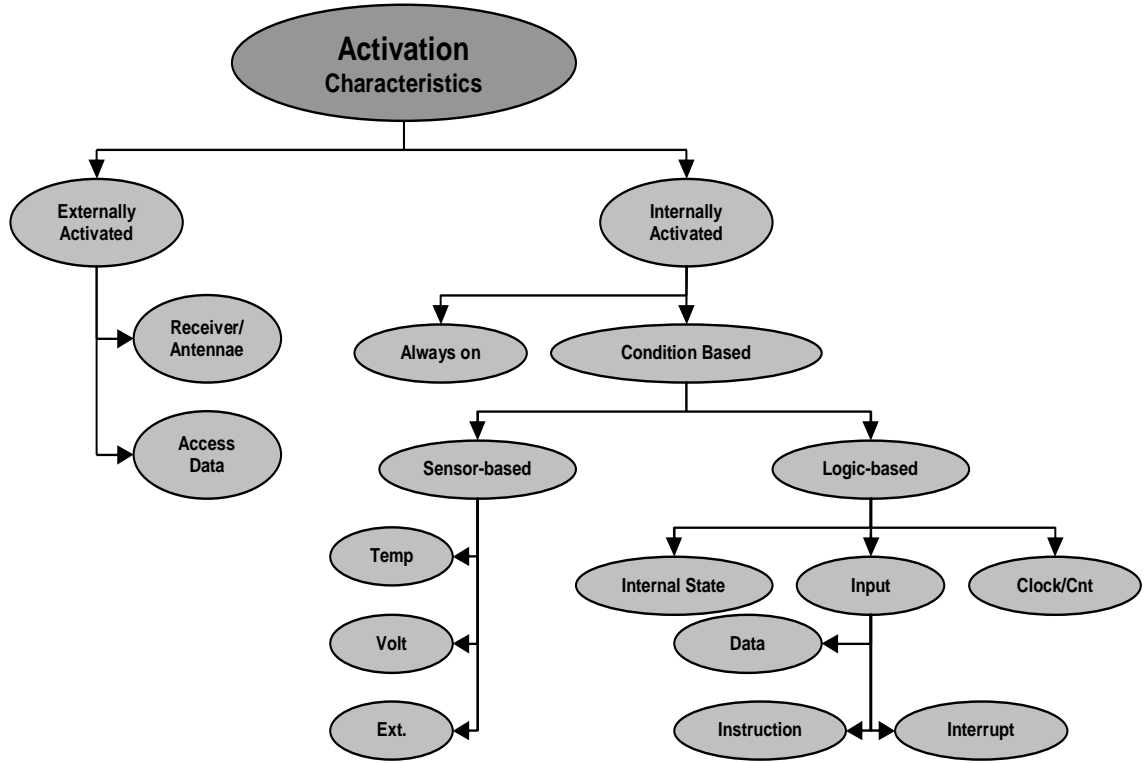 Activation
Characteristics
Externally
Activated
Internally
Activated
Receiver/
Antennae
Always on
Condition Based
Access
Data
Sensor-based
Logic-based
Temp
Internal State
Input
Clock/Cnt
Volt
Data
Ext.
Instruction
Interrupt